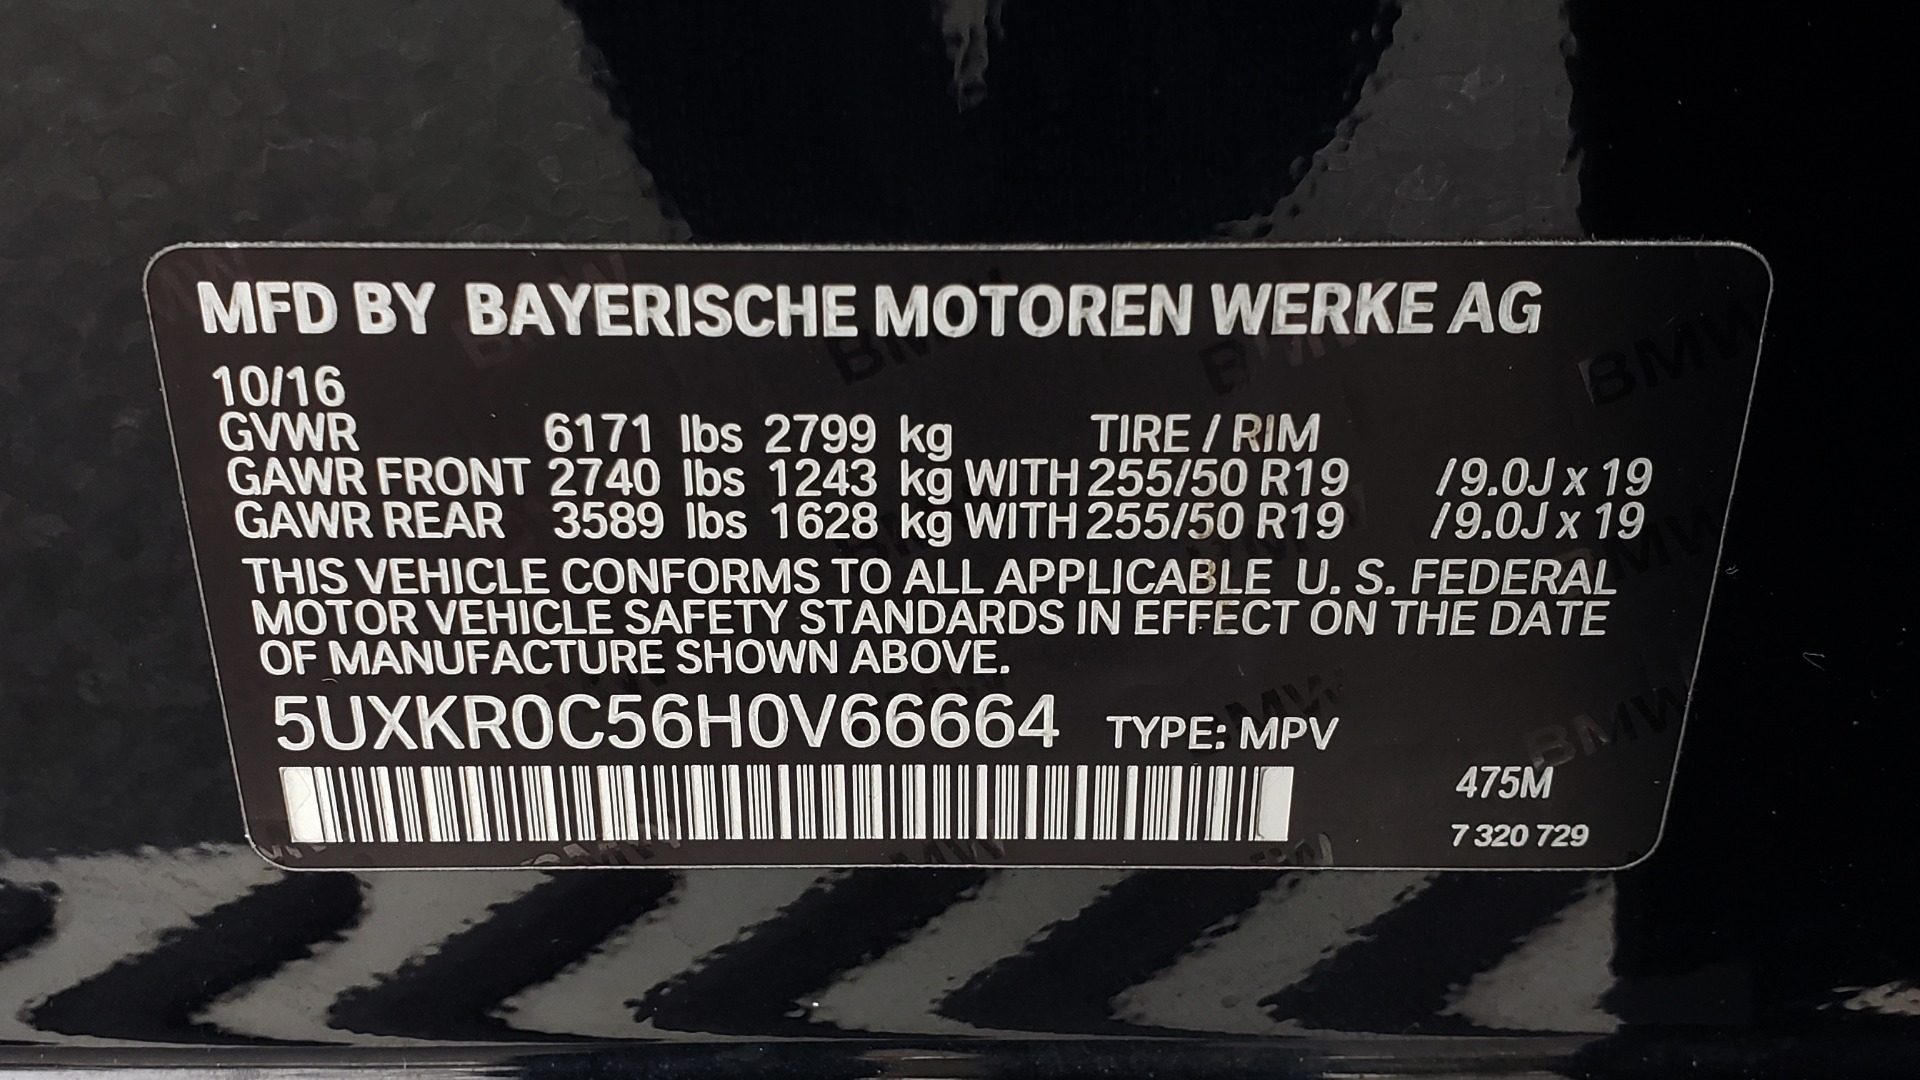 MFD BY BAYERISCHE MOTOREN WERKE AG
10/16
GVWR 6171 lbs 2799 kg TIRE / RIM
GAWR FRONT 2740 lbs 1243 kg WITH 255/50 R19 / 9.0J x 19
GAWR REAR 3589 lbs 1628 kg WITH 255/50 R19 / 9.0J x 19
THIS VEHICLE CONFORMS TO ALL APPLICABLE U. S. FEDERAL
MOTOR VEHICLE SAFETY STANDARDS IN EFFECT ON THE DATE
OF MANUFACTURE SHOWN ABOVE.
5UXKR0C56H0V66664 TYPE: MPV
475M
7 320 729